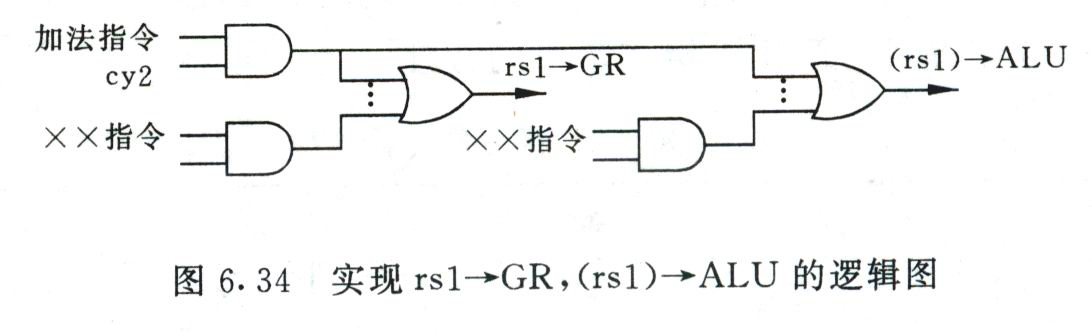 加法指令
cy2
rs1→GR
(rs1)→ALU
××指令
××指令
图 6.34 实现 rs1→GR,(rs1)→ALU 的逻辑图